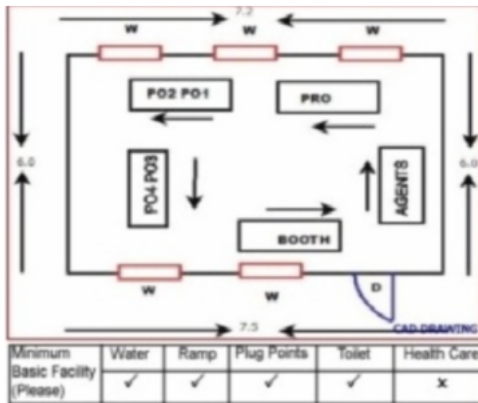 7.2
W W W
PO2 PO1
PRO
6.0
6.0
PO4 PO3
AGENTS
BOOTH
W
W
D
7.5
CAD DRAWING
Minimum Basic Facility (Please) Water Ramp Plug Points Toilet Health Care
✓ ✓ ✓ ✓ x